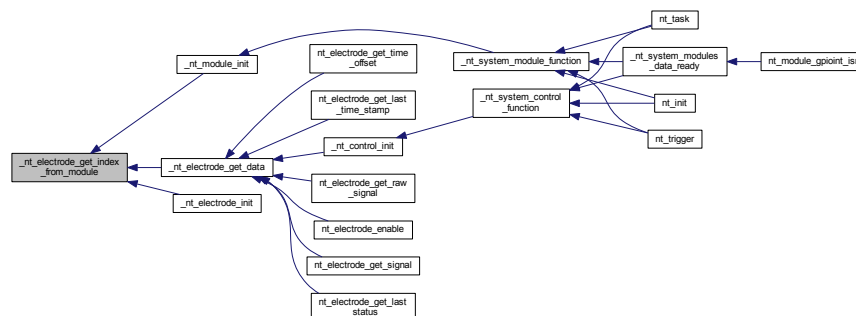 nt_task
nt_electrode_get_time
_offset
_nt_module_init
_nt_system_module_function
_nt_system_modules
_data_ready
nt_module_gpioint_isr
nt_electrode_get_last
_time_stamp
_nt_system_control
_function
nt_init
nt_trigger
_nt_control_init
_nt_electrode_get_index
_from_module
_nt_electrode_get_data
nt_electrode_get_raw
_signal
_nt_electrode_init
nt_electrode_enable
nt_electrode_get_signal
nt_electrode_get_last
_status